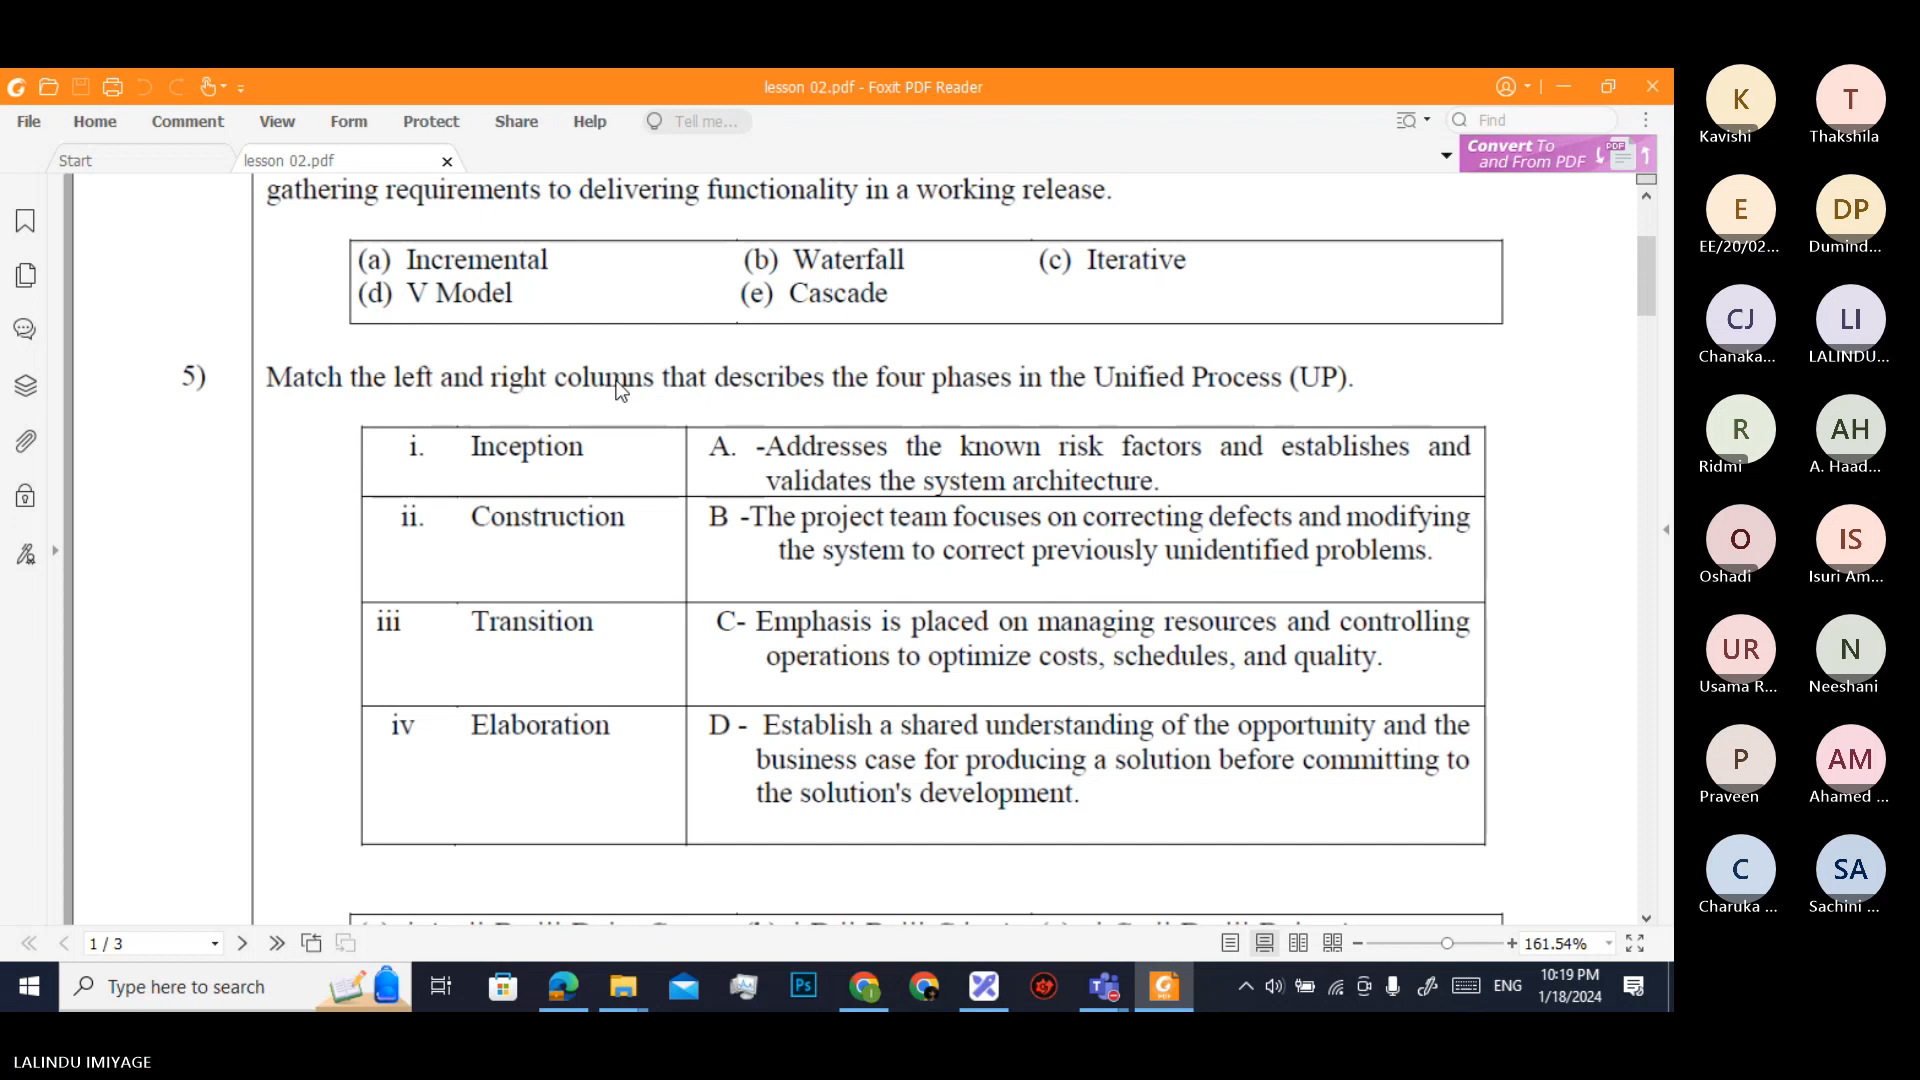 lesson 02.pdf - Foxit PDF Reader
File Home Comment View Form Protect Share Help Tell me... Find
Start lesson 02.pdf
Convert To
and From PDF
PDF
gathering requirements to delivering functionality in a working release.
(a) Incremental (b) Waterfall (c) Iterative
(d) V Model (e) Cascade
5) Match the left and right columns that describes the four phases in the Unified Process (UP).
i. Inception
A. -Addresses the known risk factors and establishes and
validates the system architecture.
ii. Construction
B -The project team focuses on correcting defects and modifying
the system to correct previously unidentified problems.
iii Transition
C- Emphasis is placed on managing resources and controlling
operations to optimize costs, schedules, and quality.
iv Elaboration
D - Establish a shared understanding of the opportunity and the
business case for producing a solution before committing to
the solution's development.
1 / 3 161.54%
Type here to search
Ps
ENG
10:19 PM
1/18/2024
K T
Kavishi Thakshila
E DP
EE/20/02... Dumind...
CJ LI
Chanaka... LALINDU...
R AH
Ridmi A. Haad...
O IS
Oshadi Isuri Am...
UR N
Usama R... Neeshani
P AM
Praveen Ahamed ...
C SA
Charuka ... Sachini ...
LALINDU IMIYAGE